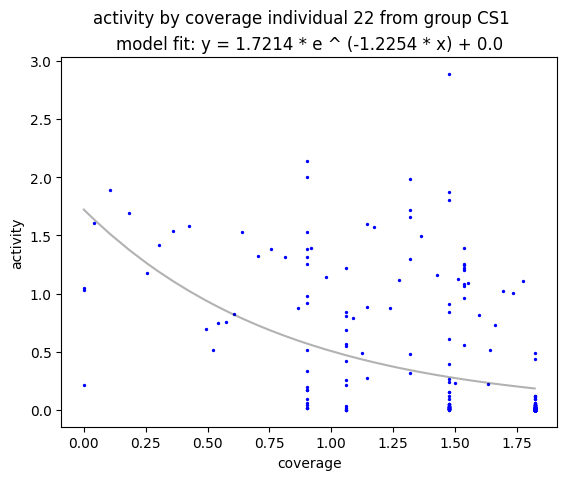 activity by coverage individual 22 from group CS1
model fit: y = 1.7214 * e ^ (-1.2254 * x) + 0.0
3.0
2.5
2.0
1.5
1.0
0.5
0.0
activity
0.00 0.25 0.50 0.75 1.00 1.25 1.50 1.75
coverage